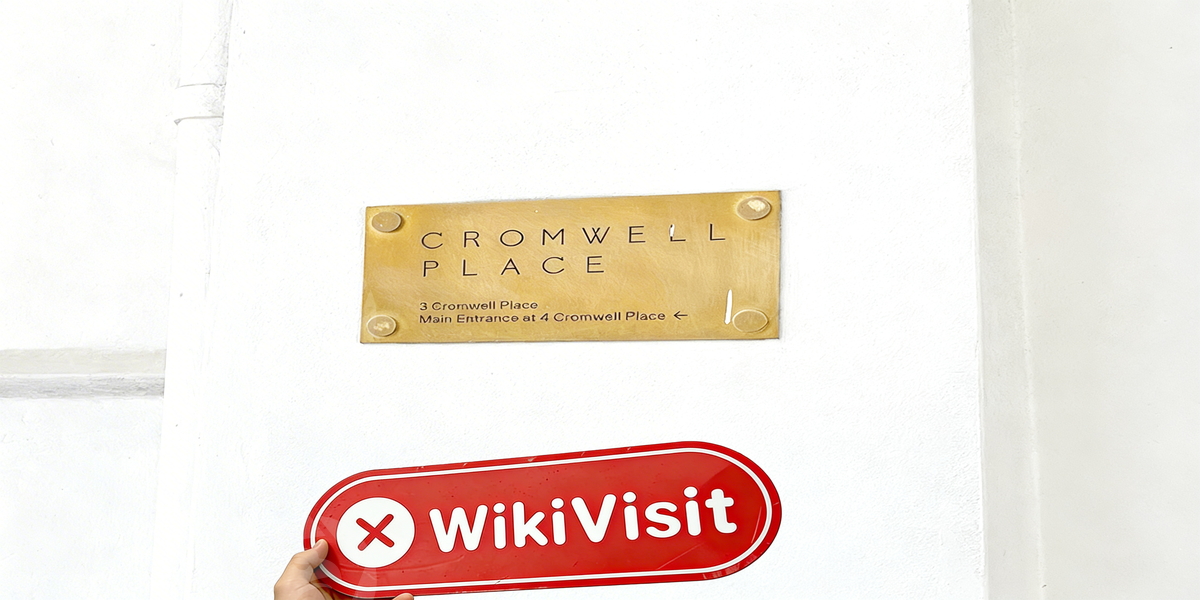 CROMWELL
PLACE
3 Cromwell Place
Main Entrance at 4 Cromwell Place ←
WikiVisit